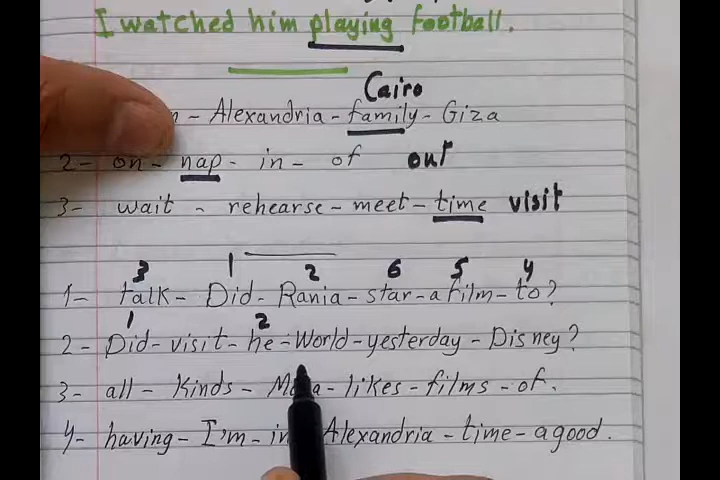 I watched him playing football.
Cairo
Alexandria - family - Giza
2- on - nap - in - of out
3- wait - rehearse - meet - time visit
3 1 2 6 5 4
1- talk - Did - Rania - star - a film - to?
1 2
2- Did - visit - he - World - yesterday - Disney?
3- all - Kinds - - likes - films - of.
4- having - I'm - in Alexandria - time - a good.